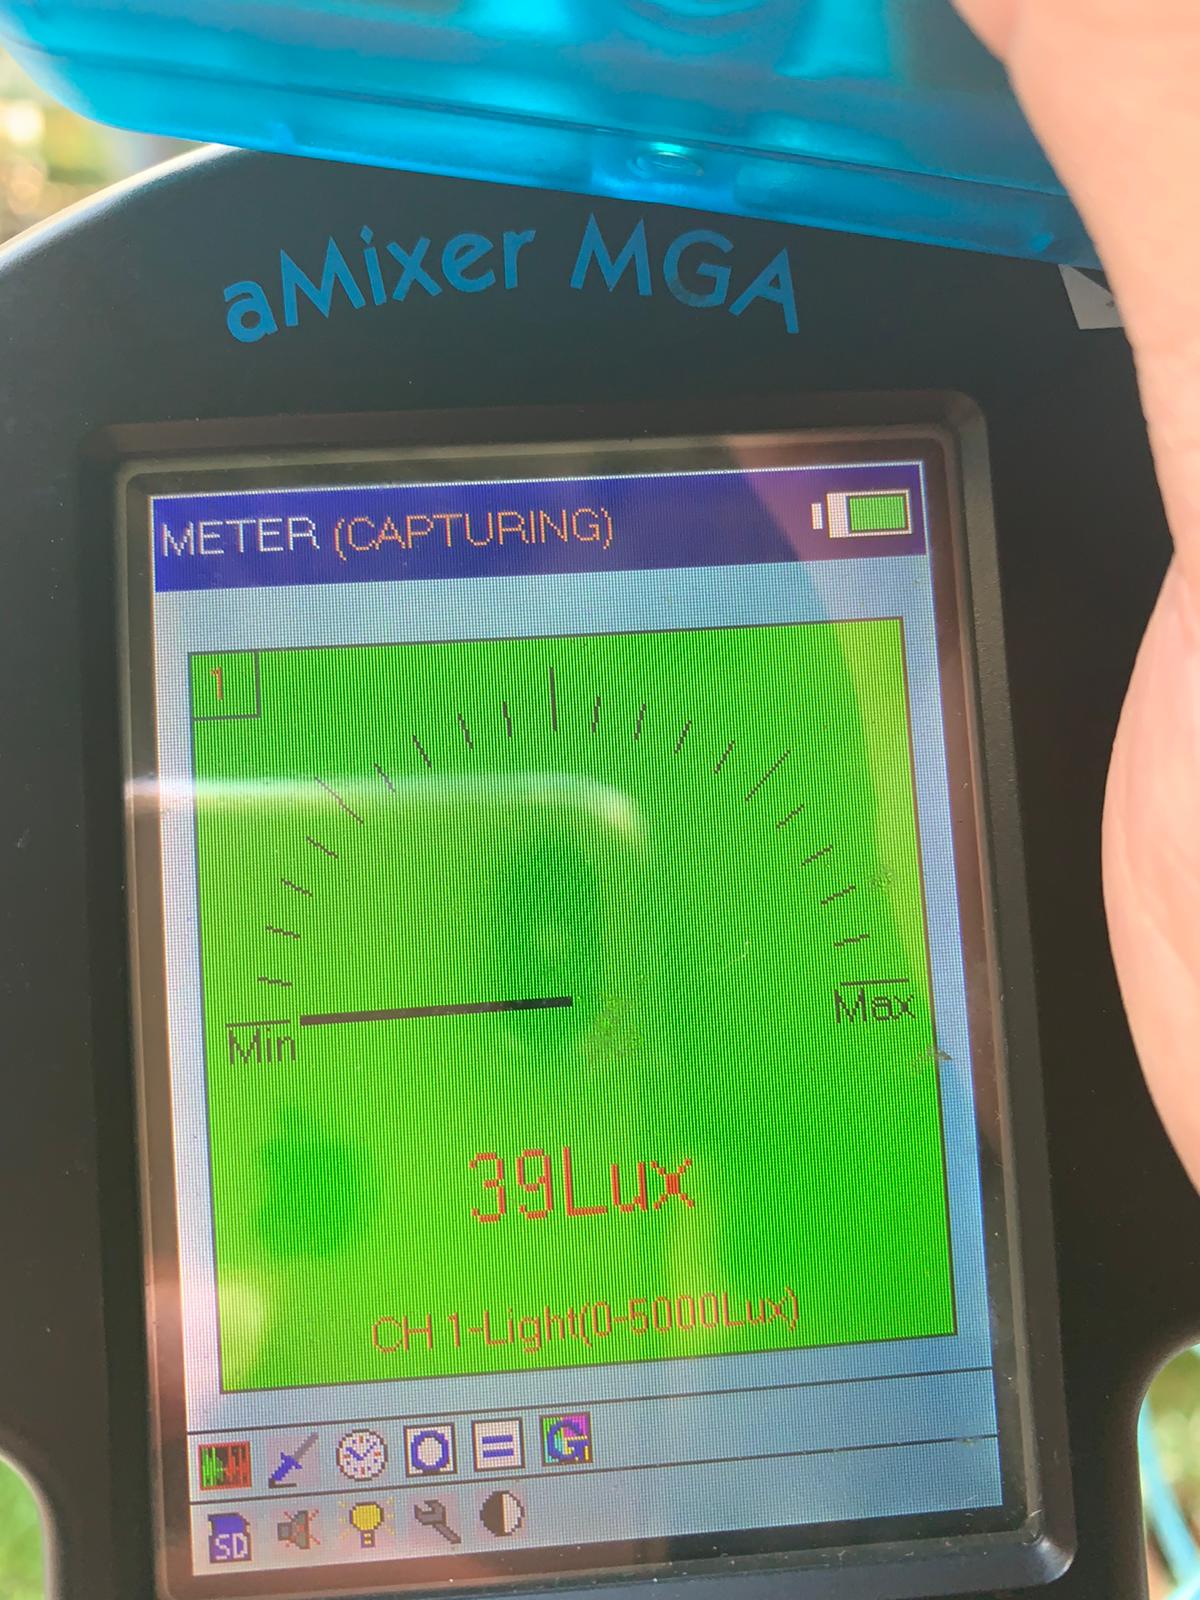 aMixer MGA
METER (CAPTURING)
1
Min
Max
39Lux
CH 1-Light(0-5000Lux)
G
SD